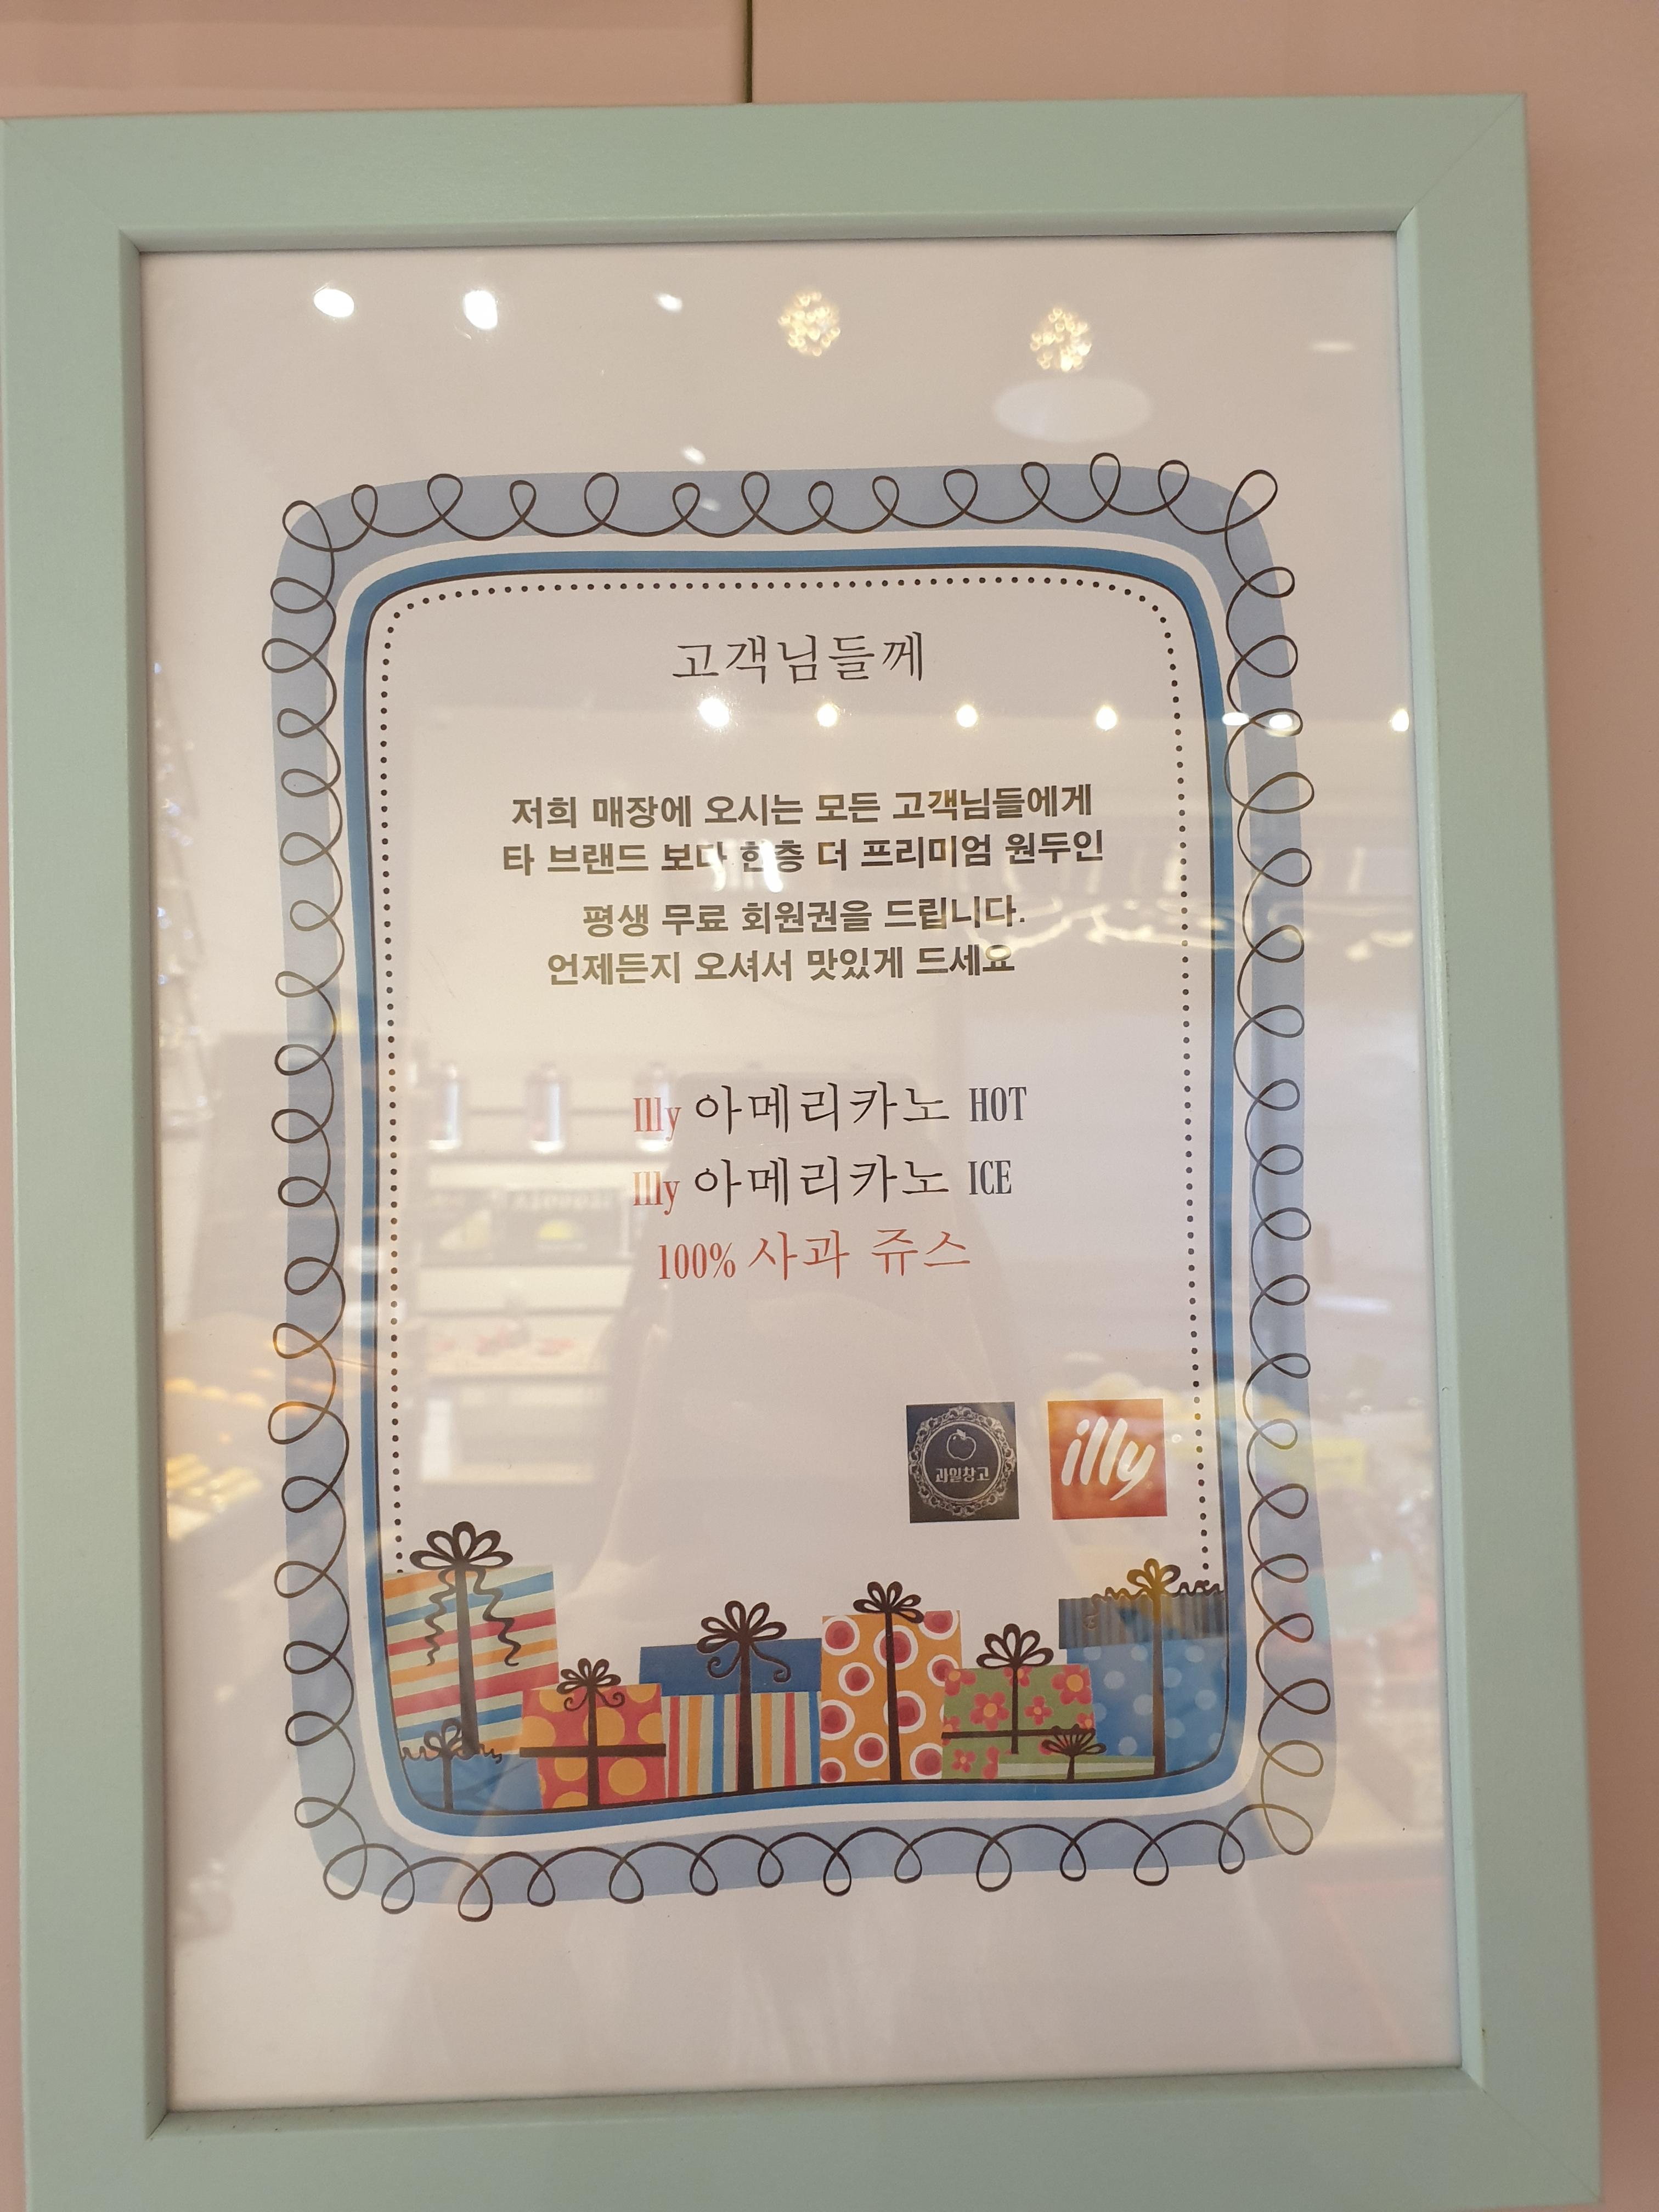 고객님들께
저희 매장에 오시는 모든 고객님들에게
타 브랜드 보다 한층 더 프리미엄 원두인
평생 무료 회원권을 드립니다.
언제든지 오셔서 맛있게 드세요
Illy 아메리카노 HOT
Illy 아메리카노 ICE
100% 사과 쥬스
과일창고
illy